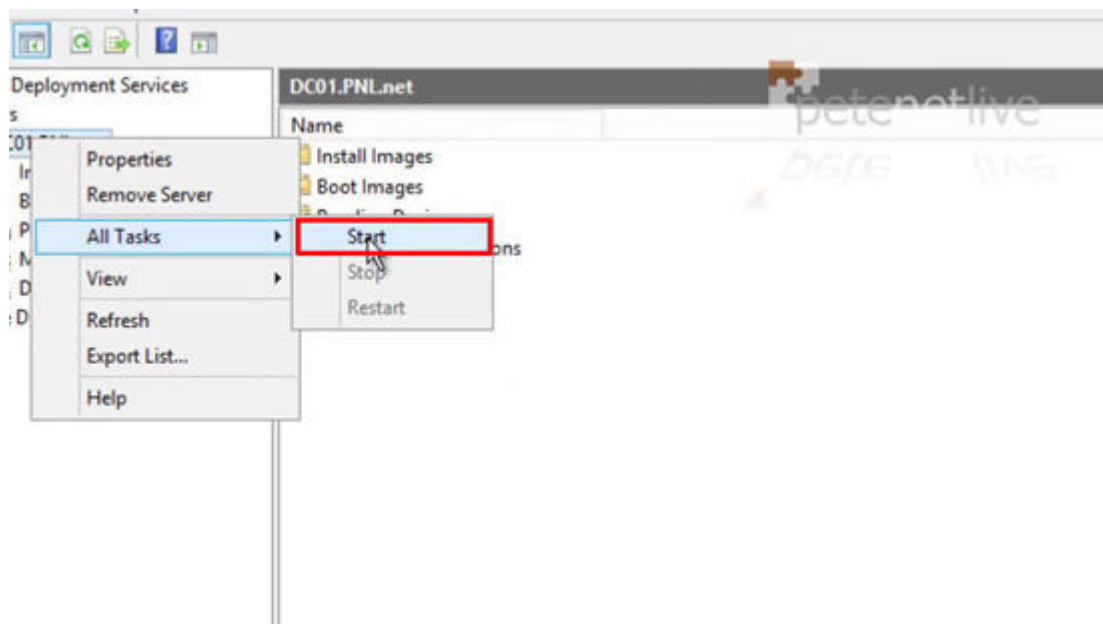 Deployment Services
DC01.PNL.net
petenetlive
Name
Properties
Install Images
Remove Server
Boot Images
All Tasks
Start
ons
View
Stop
Restart
Refresh
Export List...
Help